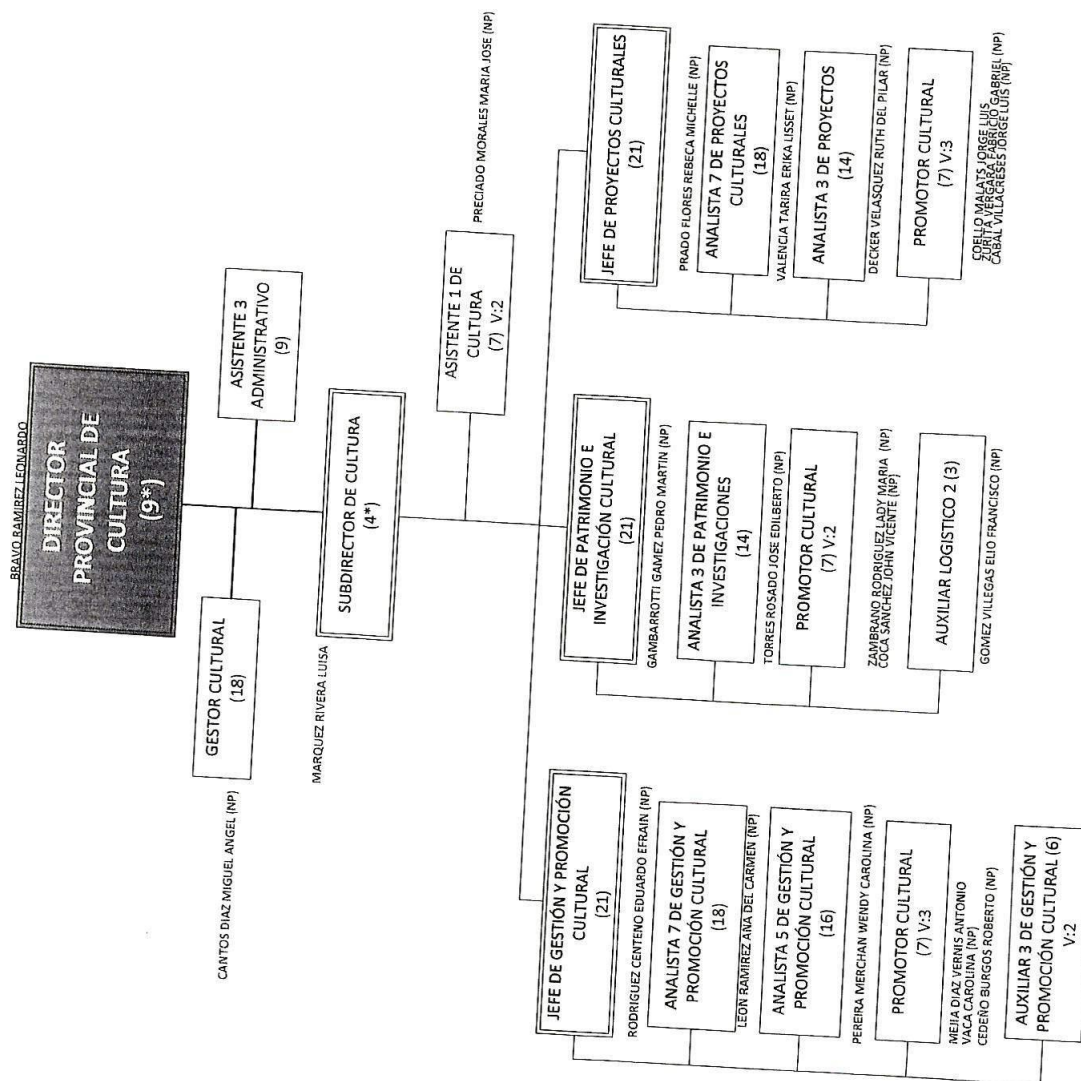 BRAVO RAMIREZ LEONARDO
DIRECTOR
PROVINCIAL DE
CULTURA
(9*)
GESTOR CULTURAL
(18)
CANTOS DIAZ MIGUEL ANGEL (NP)
ASISTENTE 3
ADMINISTRATIVO
(9)
SUBDIRECTOR DE CULTURA
(4*)
MARQUEZ RIVERA LUISA
ASISTENTE 1 DE
CULTURA
(7) V:2
PRECIADO MORALES MARIA JOSE (NP)
JEFE DE GESTIÓN Y PROMOCIÓN
CULTURAL
(21)
RODRIGUEZ CENTENO EDUARDO EFRAIN (NP)
ANALISTA 7 DE GESTIÓN Y
PROMOCIÓN CULTURAL
(18)
LEON RAMIREZ ANA DEL CARMEN (NP)
ANALISTA 5 DE GESTIÓN Y
PROMOCIÓN CULTURAL
(16)
PEREIRA MERCHAN WENDY CAROLINA (NP)
PROMOTOR CULTURAL
(7) V:3
MEJIA DIAZ VERNIS ANTONIO
VACA CAROLINA (NP)
CEDEÑO BURGOS ROBERTO (NP)
AUXILIAR 3 DE GESTIÓN Y
PROMOCIÓN CULTURAL (6)
V:2
JEFE DE PATRIMONIO E
INVESTIGACIÓN CULTURAL
(21)
GAMBARROTTI GAMEZ PEDRO MARTIN (NP)
ANALISTA 3 DE PATRIMONIO E
INVESTIGACIONES
(14)
TORRES ROSADO JOSE EDILBERTO (NP)
PROMOTOR CULTURAL
(7) V:2
ZAMBRANO RODRIGUEZ LADY MARIA (NP)
COCA SANCHEZ JOHN VICENTE (NP)
AUXILIAR LOGISTICO 2 (3)
GOMEZ VILLEGAS ELIO FRANCISCO (NP)
JEFE DE PROYECTOS CULTURALES
(21)
PRADO FLORES REBECA MICHELLE (NP)
ANALISTA 7 DE PROYECTOS
CULTURALES
(18)
VALENCIA TARIRA ERIKA LISSET (NP)
ANALISTA 3 DE PROYECTOS
(14)
DECKER VELASQUEZ RUTH DEL PILAR (NP)
PROMOTOR CULTURAL
(7) V:3
COELLO MALATS JORGE LUIS
ZURITA VERGARA FABRICIO GABRIEL (NP)
CABAL VILLACRESES JORGE LUIS (NP)